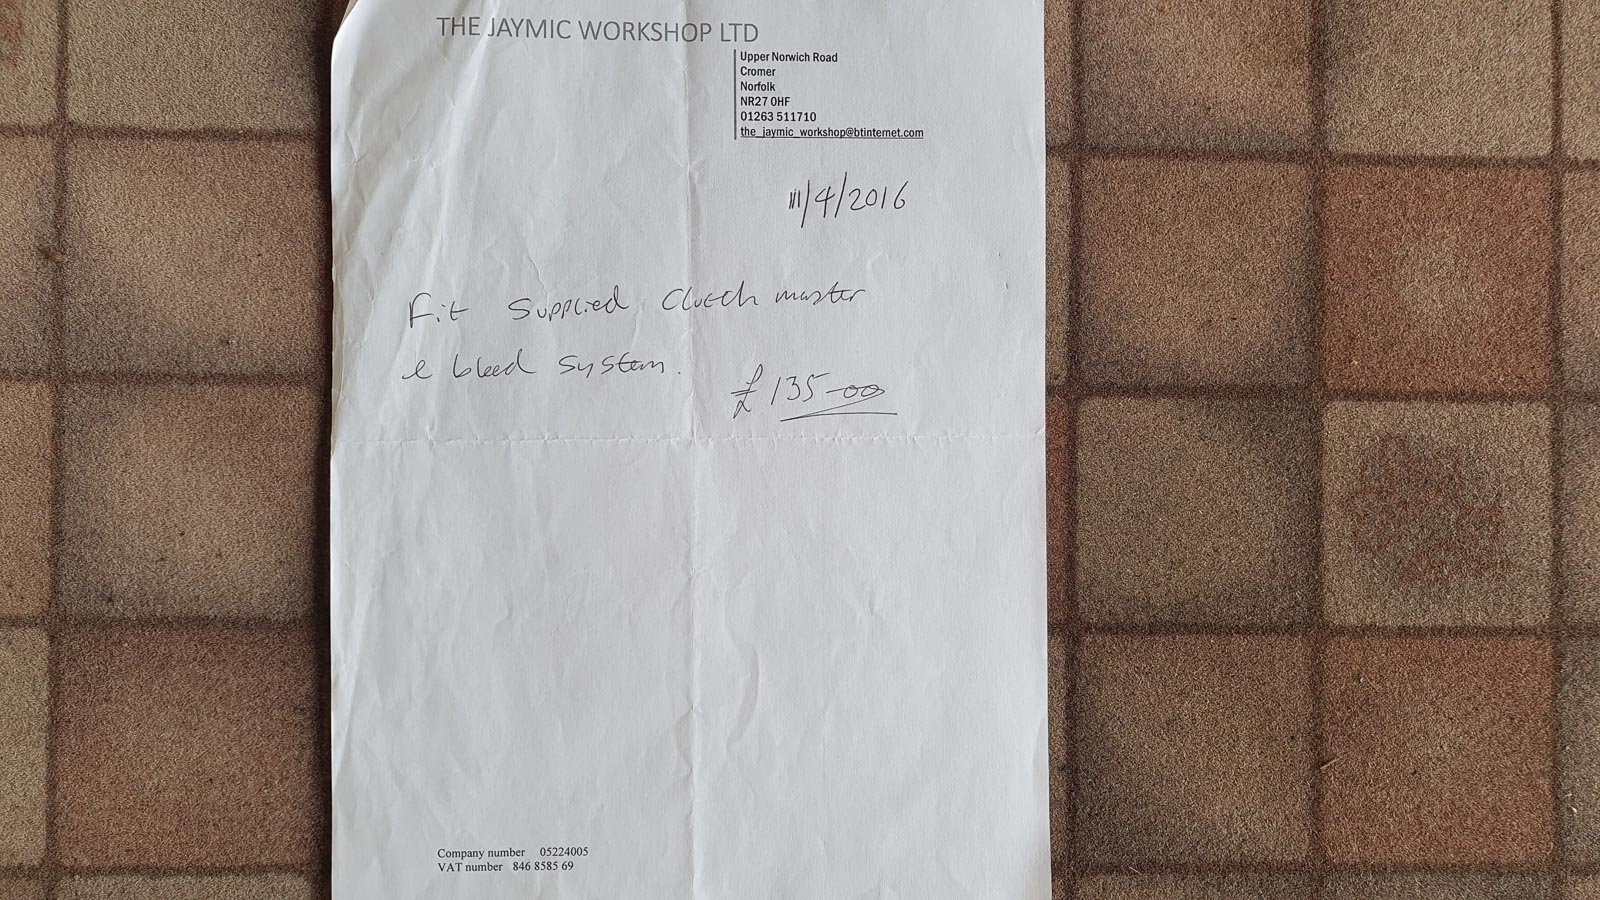 THE JAYMIC WORKSHOP LTD
Upper Norwich Road
Cromer
Norfolk
NR27 0HF
01263 511710
the_jaymic_workshop@btinternet.com
11/4/2016
Fit Supplied Clutch master
& bleed system.
£135-00
Company number 05224005
VAT number 846 8585 69